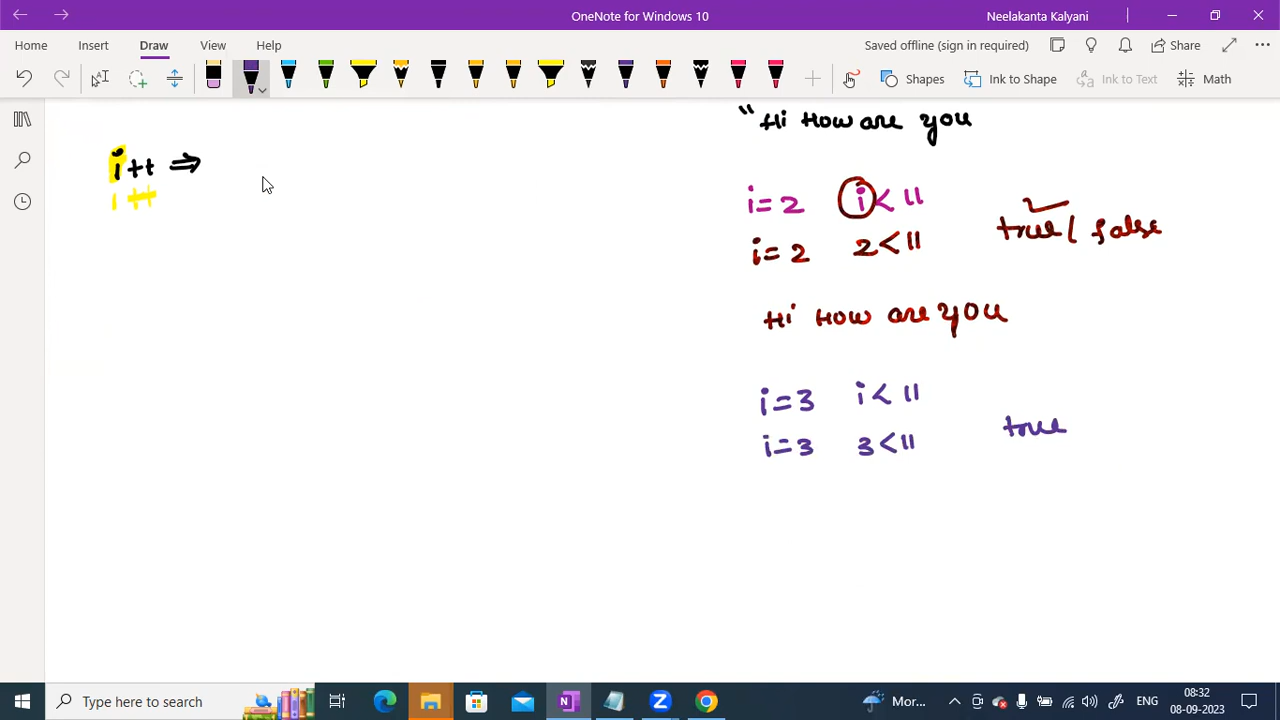 OneNote for Windows 10
Neelakanta Kalyani
Home Insert Draw View Help
Saved offline (sign in required)
Share
Shapes
Ink to Shape
Ink to Text
Math
"Hi How are you
i++ ⇒
i ++
i=2 i<11
i=2 2<11
true/ false
Hi How are you
i=3 i<11
i=3 3<11
true
Type here to search
Mor...
ENG
08:32
08-09-2023